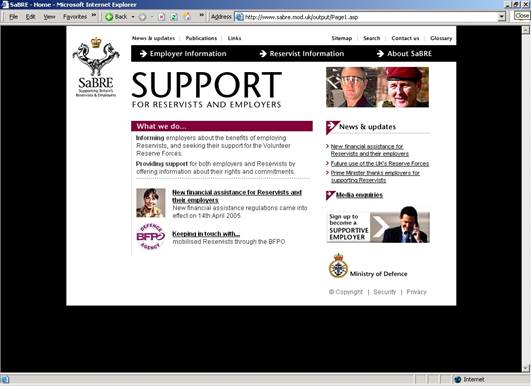 SaBRE - Home - Microsoft Internet Explorer
File Edit View Favorites Tools Help
Back
Address http://www.sabre.mod.uk/output/Page1.asp
Close
News & updates | Publications | Links
Sitemap | Search | Contact us | Glossary
SaBRE
Supporting Britain's
Reservists & Employers
Employer Information
Reservist Information
About SaBRE
SUPPORT
FOR RESERVISTS AND EMPLOYERS
What we do...
Informing employers about the benefits of employing
Reservists, and seeking their support for the Volunteer
Reserve Forces.
Providing support for both employers and Reservists by
offering information about their rights and commitments.
New financial assistance for Reservists and
their employers
New financial assistance regulations came into
effect on 14th April 2005.
DEFENCE
BFPO
AGENCY
Keeping in touch with...
mobilised Reservists through the BFPO
News & updates
New financial assistance for
Reservists and their employers
Future use of the UK's Reserve Forces
Prime Minister thanks employers for
supporting Reservists
Media enquiries
Sign up to
become a
SUPPORTIVE
EMPLOYER
Ministry of Defence
© Copyright | Security | Privacy
Internet